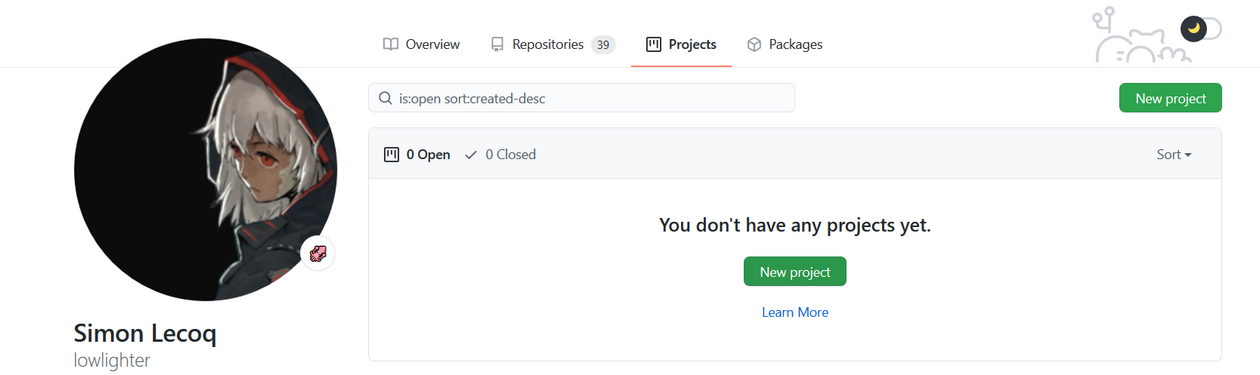 Overview
Repositories 39
Projects
Packages
is:open sort:created-desc
New project
0 Open
0 Closed
Sort
You don't have any projects yet.
New project
Learn More
Simon Lecoq
lowlighter